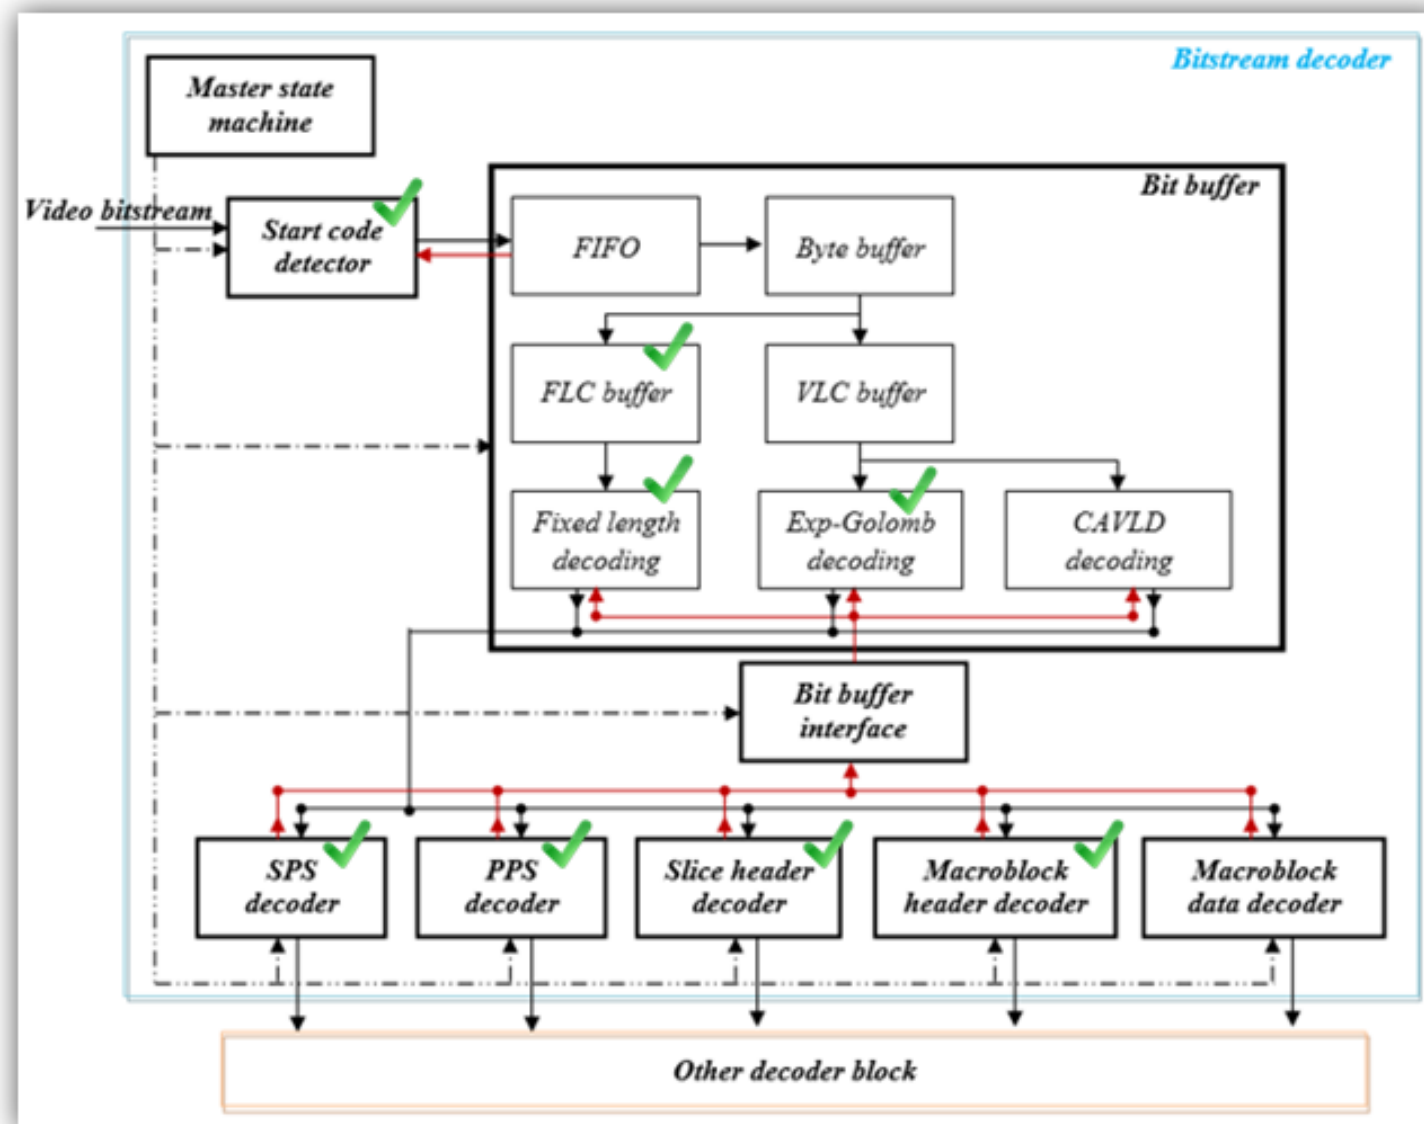 Bitstream decoder
Master state
machine
Bit buffer
Video bitstream
Start code
detector
FIFO
Byte buffer
FLC buffer
VLC buffer
Fixed length
decoding
Exp-Golomb
decoding
CAVLD
decoding
Bit buffer
interface
SPS
decoder
PPS
decoder
Slice header
decoder
Macroblock
header decoder
Macroblock
data decoder
Other decoder block